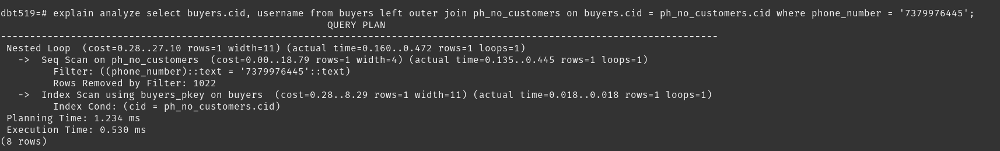 dbt519=# explain analyze select buyers.cid, username from buyers left outer join ph_no_customers on buyers.cid = ph_no_customers.cid where phone_number = '7379976445';
QUERY PLAN
---------------------------------------------------------------------------------------------------------------------------
Nested Loop  (cost=0.28..27.10 rows=1 width=11) (actual time=0.160..0.472 rows=1 loops=1)
  ->  Seq Scan on ph_no_customers  (cost=0.00..18.79 rows=1 width=4) (actual time=0.135..0.445 rows=1 loops=1)
        Filter: ((phone_number)::text = '7379976445'::text)
        Rows Removed by Filter: 1022
  ->  Index Scan using buyers_pkey on buyers  (cost=0.28..8.29 rows=1 width=11) (actual time=0.018..0.018 rows=1 loops=1)
        Index Cond: (cid = ph_no_customers.cid)
Planning Time: 1.234 ms
Execution Time: 0.530 ms
(8 rows)